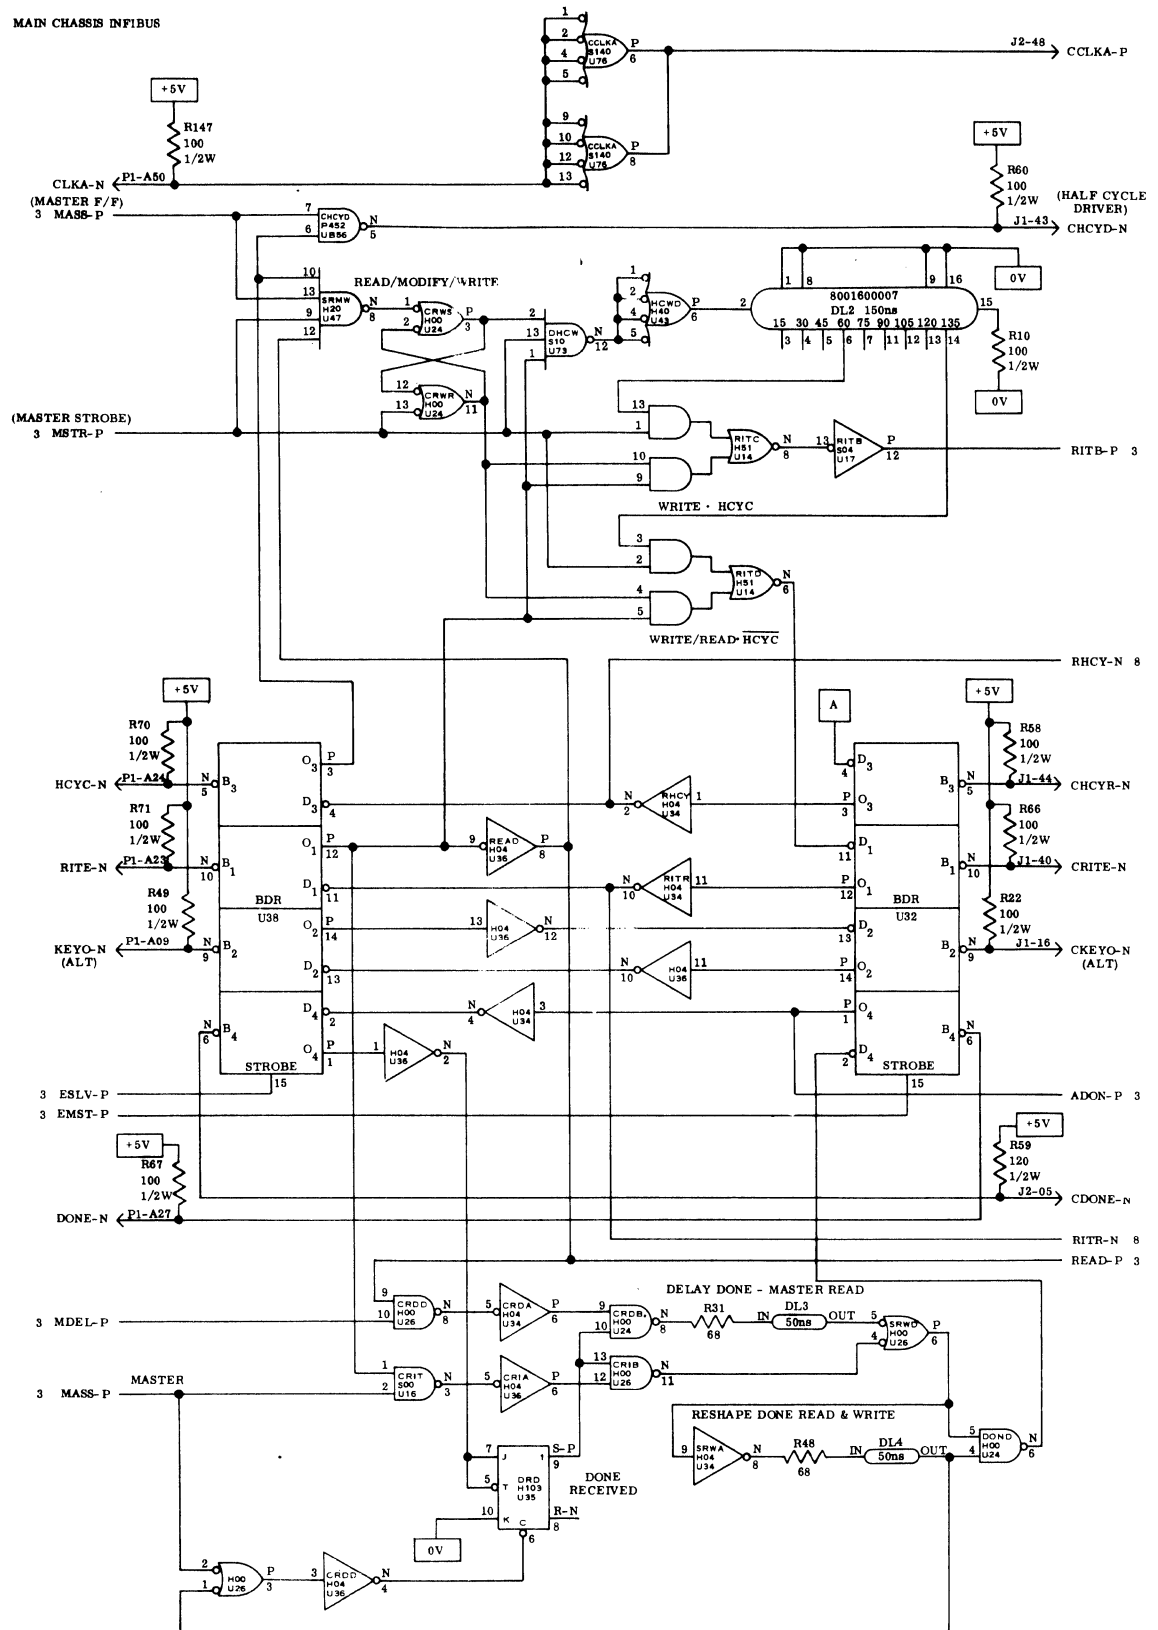 MAIN CHASSIS INFIBUS
1
2
4
5
CCLKA
S140
U76
P
6
J2-48
CCLKA-P
+5V
R147
100
1/2W
9
10
12
13
CCLKA
S140
U76
P
8
+5V
R60
100
1/2W
CLKA-N
P1-A50
(MASTER F/F)
3 MASS-P
7
6
CHCYD
P452
UB56
N
5
(HALF CYCLE
DRIVER)
J1-43
CHCYD-N
READ/MODIFY/WRITE
10
13
9
12
SRMW
H20
U47
N
8
1
2
CRWS
H00
U24
P
3
2
13
1
DHCW
S10
U73
N
12
1
2
4
5
HCWD
H40
U43
P
6
2
1
8
9
16
0V
8001600007
DL2 150ns
15 30 45 60 75 90 105 120 135
3 4 5 6 7 11 12 13 14
15
R10
100
1/2W
0V
12
13
CRWR
H00
U24
N
11
(MASTER STROBE)
3 MSTR-P
13
1
10
9
RITC
H51
U14
N
8
13
RITB
S04
U17
P
12
RITB-P 3
WRITE · HCYC
3
2
4
5
RITD
H51
U14
N
6
WRITE/READ·HCYC
RHCY-N 8
+5V
R70
100
1/2W
A
+5V
R58
100
1/2W
HCYC-N
P1-A24
N
5
B3
O3
P
3
D3
4
N
2
RHCY
H04
U34
1
4
D3
P
3
O3
B3
N
5
J1-44
CHCYR-N
R71
100
1/2W
R66
100
1/2W
RITE-N
P1-A23
N
10
B1
O1
P
12
D1
11
9
READ
H04
U36
P
8
N
10
RITR
H04
U34
11
11
D1
P
12
O1
B1
N
10
J1-40
CRITE-N
R49
100
1/2W
BDR
U38
BDR
U32
R22
100
1/2W
KEYO-N
(ALT)
P1-A09
N
9
B2
O2
P
14
D2
13
13
H04
U36
N
12
N
10
H04
U36
11
13
D2
P
14
O2
B2
N
9
J1-16
CKEYO-N
(ALT)
N
6
B4
D4
2
O4
P
1
N
4
H04
U34
3
1
H04
U36
N
2
P
1
O4
2
D4
B4
N
6
STROBE
15
STROBE
15
3 ESLV-P
3 EMST-P
ADON-P 3
+5V
R67
100
1/2W
+5V
R59
120
1/2W
J2-05
CDONE-N
DONE-N
P1-A27
RITR-N 8
READ-P 3
DELAY DONE - MASTER READ
3 MDEL-P
9
10
CRDD
H00
U26
N
8
5
CRDA
H04
U34
P
6
9
10
CRDB
H00
U24
N
8
R31
68
IN
DL3
50ns
OUT
5
4
SRWD
H00
U26
P
6
3 MASS-P
MASTER
1
2
CRIT
S00
U16
N
3
5
CRIA
H04
U36
P
6
13
12
CRIB
H00
U26
N
11
RESHAPE DONE READ & WRITE
9
SRWA
H04
U34
N
8
R48
68
IN
DL4
50ns
OUT
5
4
DOND
H00
U24
N
6
7
J
5
T
10
K
DRD
H103
U35
C
6
1
S-P
9
R-N
8
DONE
RECEIVED
0V
2
1
H00
U26
P
3
3
CRDD
H04
U36
N
4